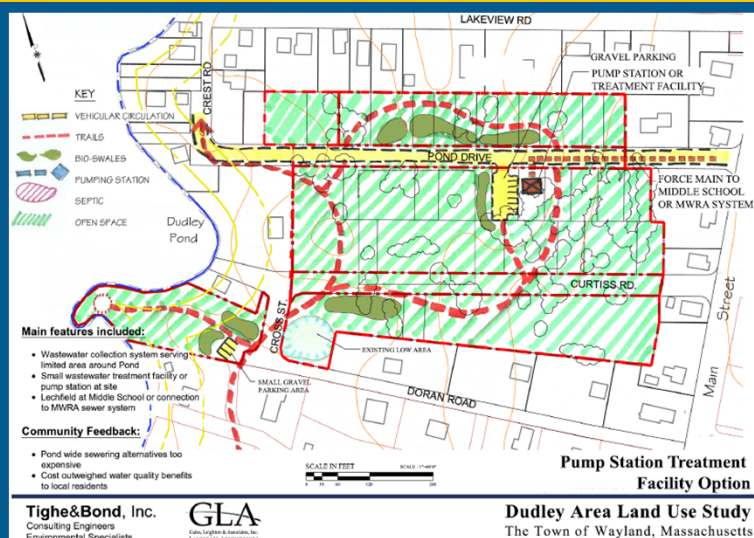 LAKEVIEW RD
GRAVEL PARKING
PUMP STATION OR
TREATMENT FACILITY
CREST RD
KEY
VEHICULAR CIRCULATION
TRAILS
BIO-SWALES
PUMPING STATION
SEPTIC
OPEN SPACE
POND DRIVE
FORCE MAIN TO
MIDDLE SCHOOL
OR MWRA SYSTEM
Dudley
Pond
CURTISS RD.
CROSS ST.
EXISTING LOW AREA
Main Street
SMALL GRAVEL
PARKING AREA
DORAN ROAD
Main features included:
• Wastewater collection system serving
limited area around Pond
• Small wastewater treatment facility or
pump station at site
• Lechfield at Middle School or connection
to MWRA sewer system
Community Feedback:
• Pond wide sewering alternatives too
expensive
• Cost outweighed water quality benefits
to local residents
SCALE IN FEET
Pump Station Treatment
Facility Option
Tighe&Bond, Inc.
Consulting Engineers
Environmental Specialists
GLA
Dudley Area Land Use Study
The Town of Wayland, Massachusetts